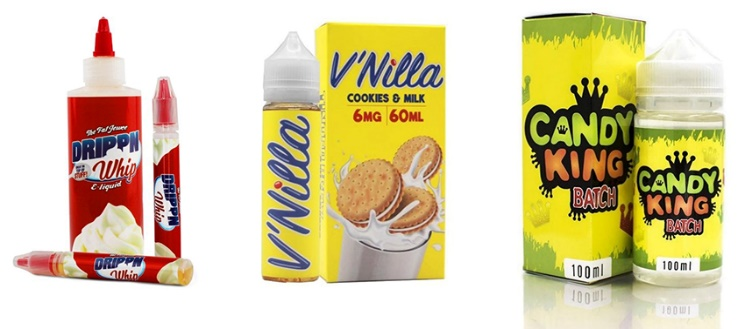 The Fat Jewce
DRIPPN
Whip
E-liquid
DRIPPN
Whip
DRIPPN
Whip
V'Nilla
V'Nilla
COOKIES & MILK
6MG 60ML
CANDY
KING
BATCH
100ml
CANDY
KING
BATCH
100ml